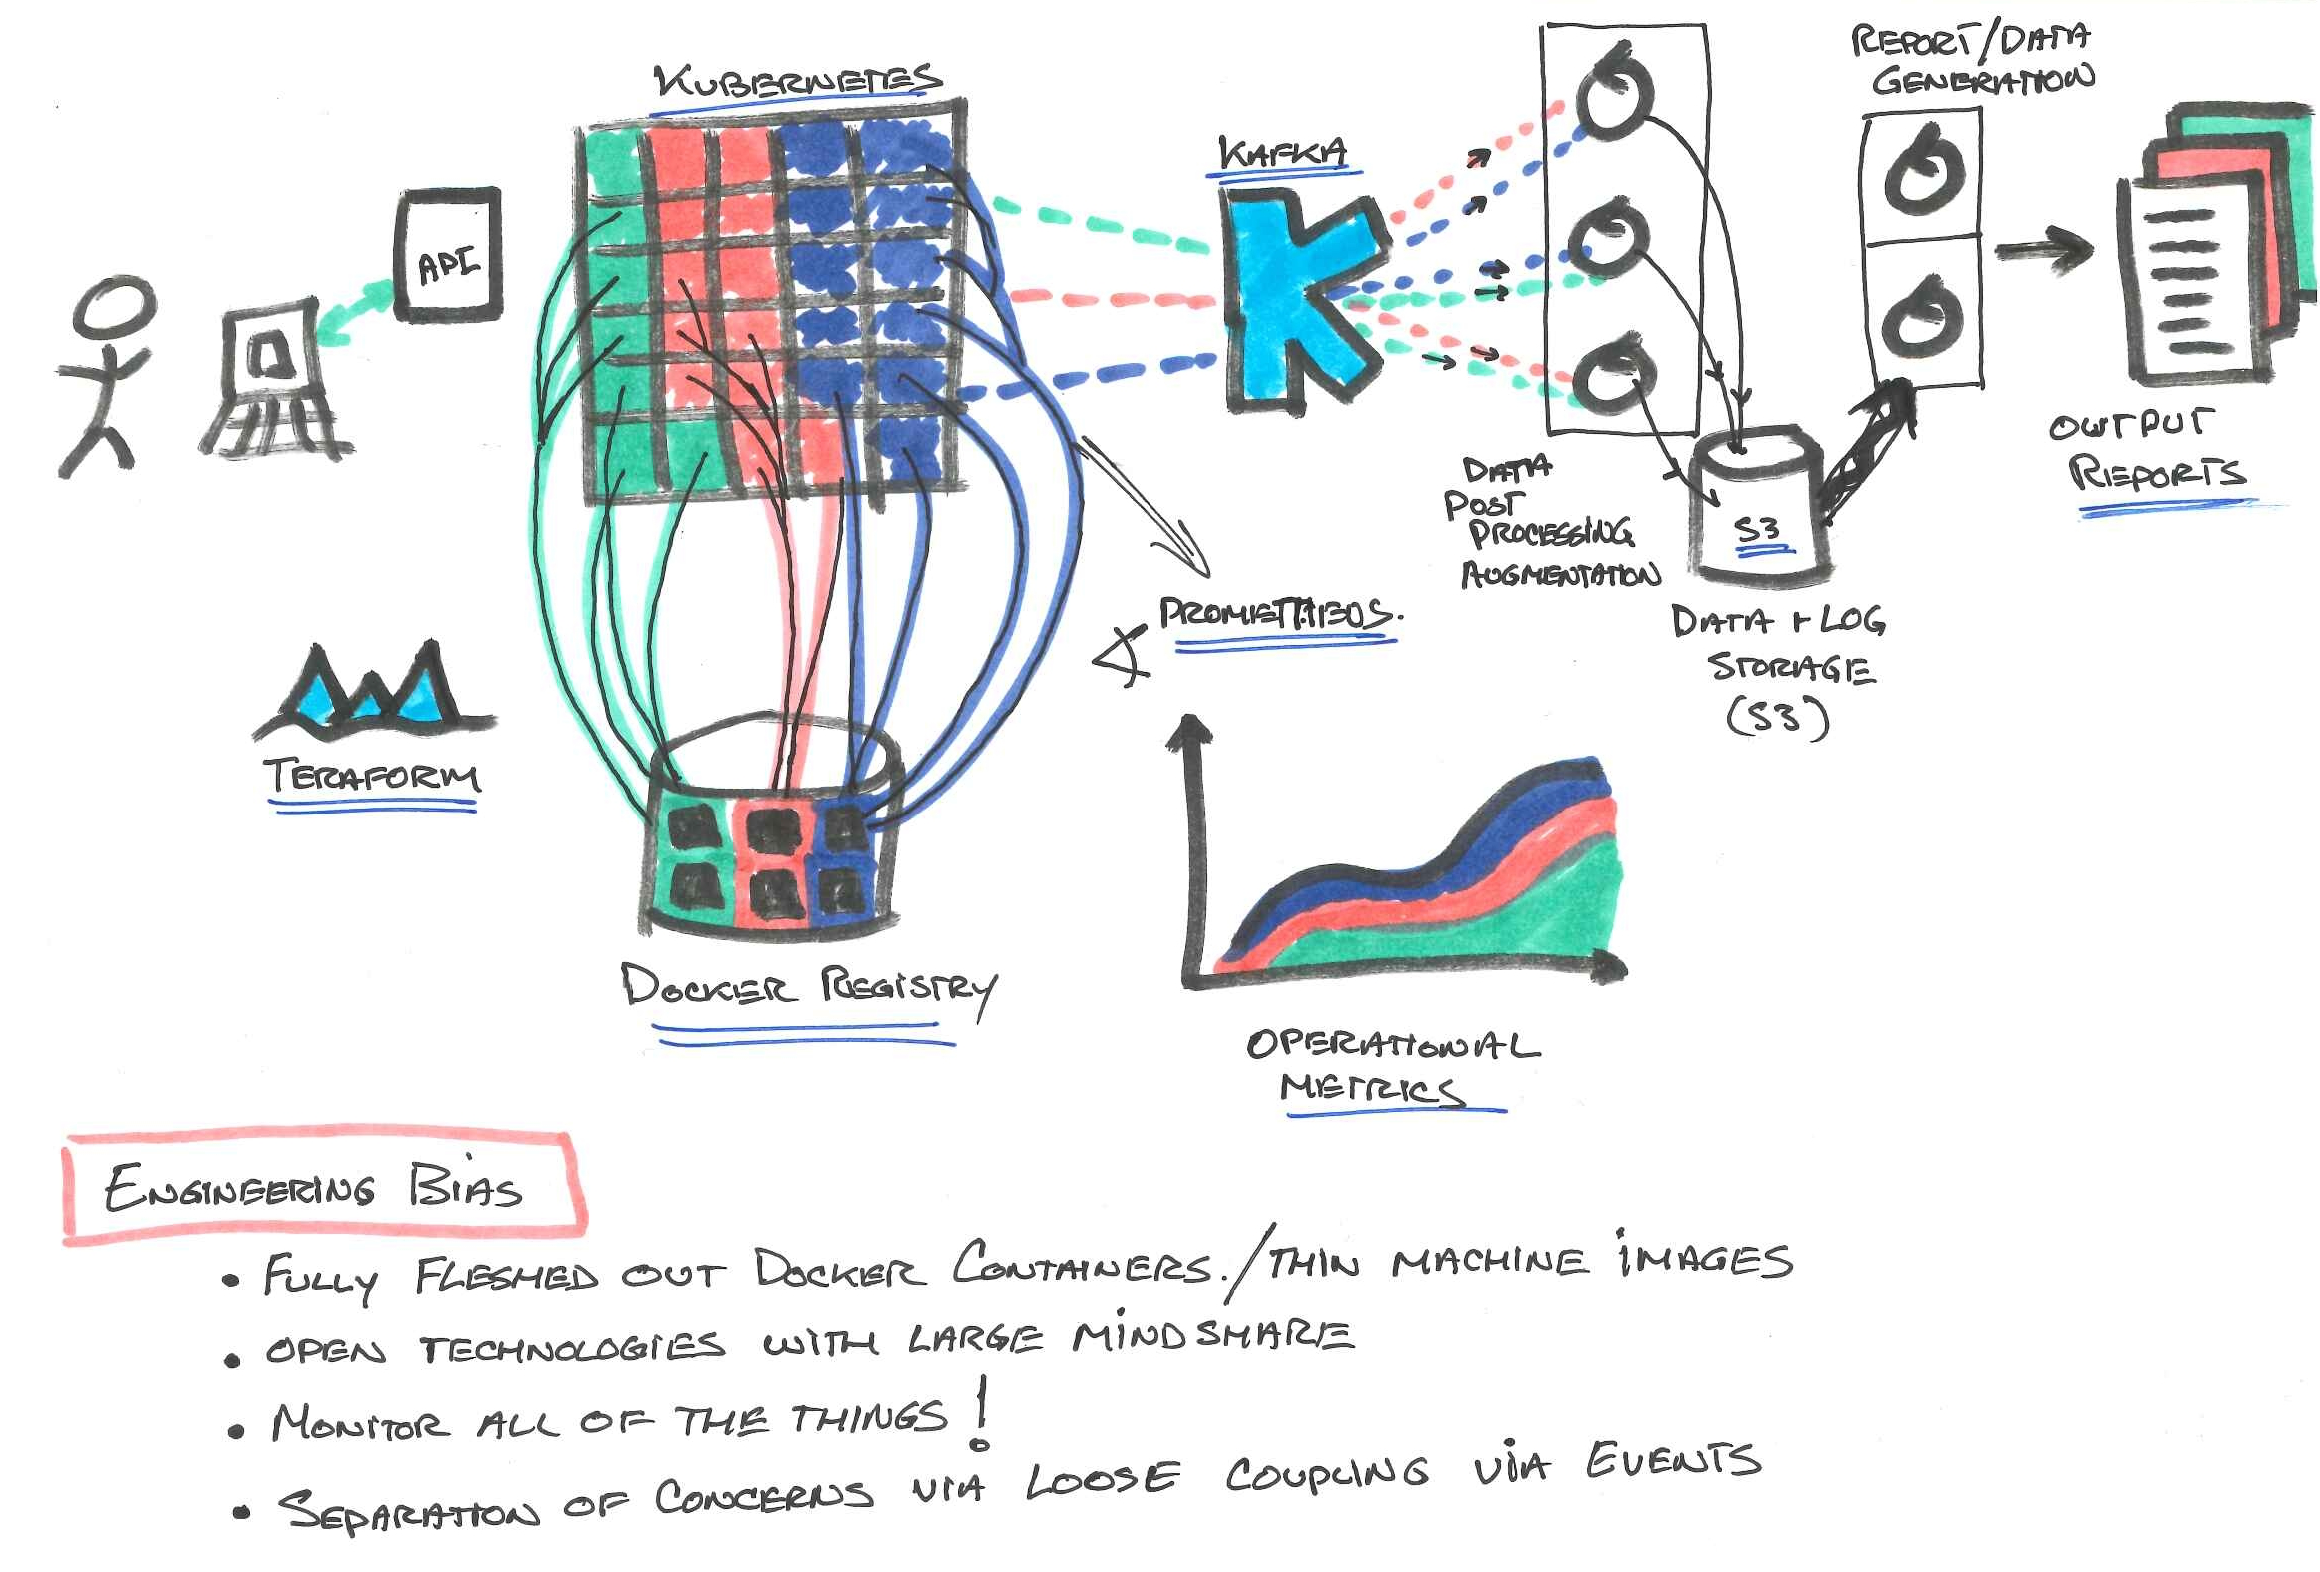 KUBERNETES
API
KAFKA
REPORT/DATA
GENERATION
OUTPUT
REPORTS
DATA
POST
PROCESSING
AUGMENTATION
S3
DATA + LOG
STORAGE
(S3)
PROMETHEOS.
TERAFORM
DOCKER REGISTRY
OPERATIONAL
METRICS
ENGINEERING BIAS
• FULLY FLESHED OUT DOCKER CONTAINERS./THIN MACHINE IMAGES
• OPEN TECHNOLOGIES WITH LARGE MINDSHARE
• MONITOR ALL OF THE THINGS!
• SEPARATION OF CONCERNS VIA LOOSE COUPLING VIA EVENTS